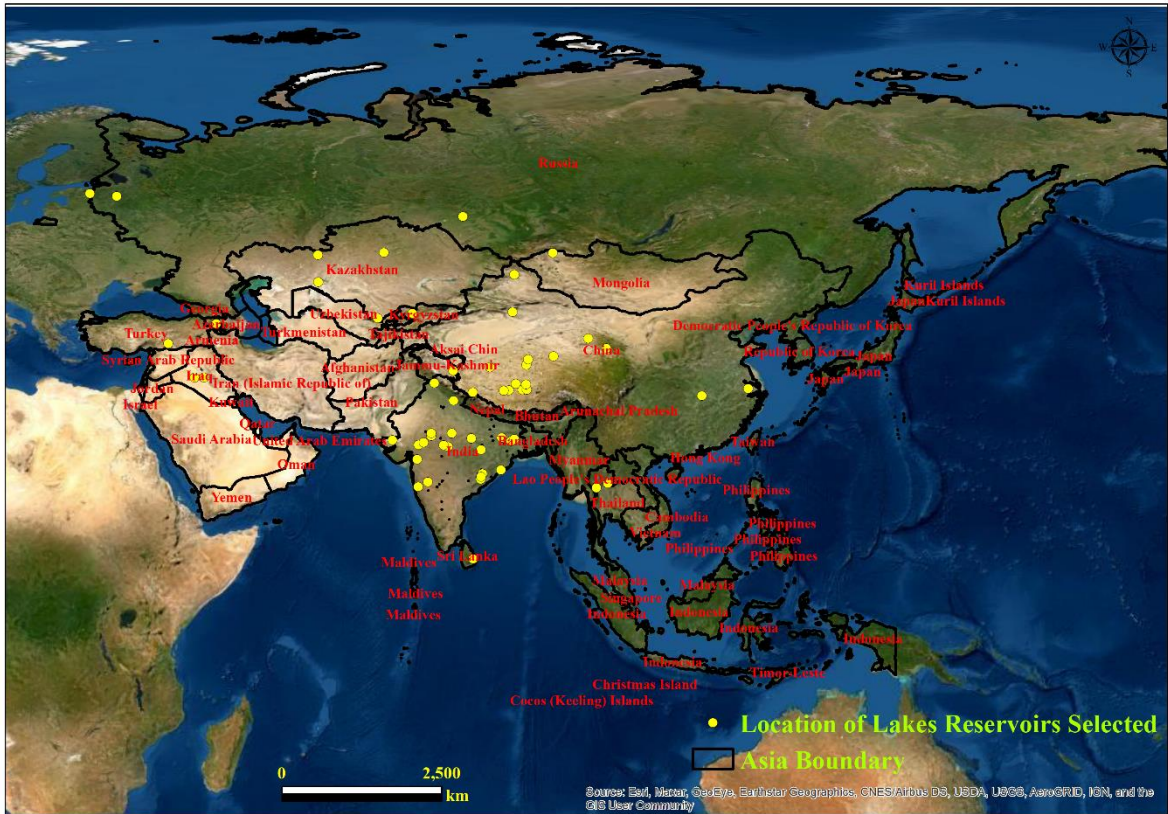 N
W E
S
Russia
Kazakhstan
Mongolia
Georgia
Kuril Islands
Japan Kuril Islands
Azerbaijan
Uzbekistan
Kyrgyzstan
Turkey
Armenia
Turkmenistan
Tajikistan
Democratic People's Republic of Korea
Syrian Arab Republic
Aksai Chin
China
Republic of Korea
Japan
Afghanistan
Jammu-Kashmir
Japan
Iraq
Iran (Islamic Republic of)
Japan
Jordan
Israel
Kuwait
Pakistan
Nepal
Bhutan
Arunachal Pradesh
Qatar
Saudi Arabia
United Arab Emirates
India
Bangladesh
Taiwan
Oman
Myanmar
Hong Kong
Yemen
Lao People's Democratic Republic
Thailand
Philippines
Cambodia
Vietnam
Philippines
Philippines
Philippines
Philippines
Maldives
Sri Lanka
Maldives
Malaysia
Malaysia
Singapore
Maldives
Indonesia
Indonesia
Indonesia
Indonesia
Indonesia
Timor-Leste
Christmas Island
Cocos (Keeling) Islands
Location of Lakes Reservoirs Selected
Asia Boundary
0 2,500
km
Source: Esri, Maxar, GeoEye, Earthstar Geographics, CNES/Airbus DS, USDA, USGS, AeroGRID, IGN, and the
GIS User Community